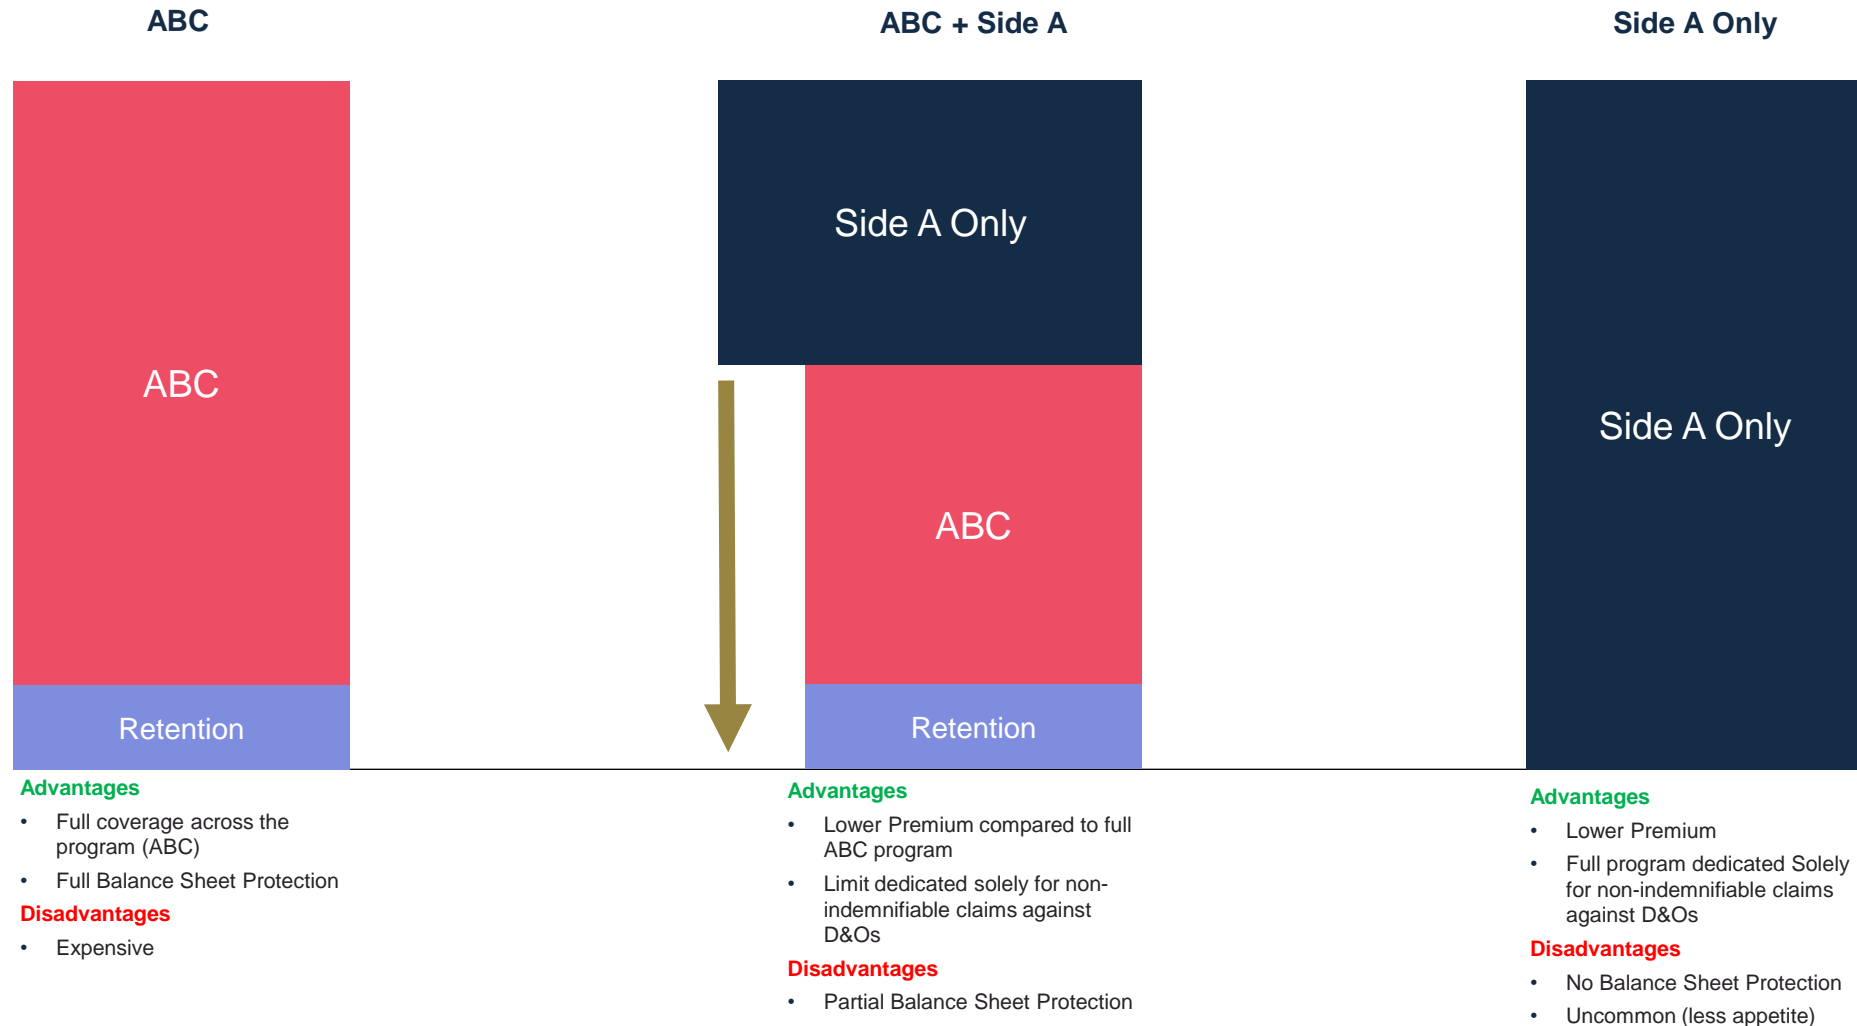 ABC
ABC + Side A
Side A Only
ABC
Retention
Side A Only
ABC
Retention
Side A Only
Advantages
• Full coverage across the
program (ABC)
• Full Balance Sheet Protection
Disadvantages
• Expensive
Advantages
• Lower Premium compared to full
ABC program
• Limit dedicated solely for non-
indemnifiable claims against
D&Os
Disadvantages
• Partial Balance Sheet Protection
Advantages
• Lower Premium
• Full program dedicated Solely
for non-indemnifiable claims
against D&Os
Disadvantages
• No Balance Sheet Protection
• Uncommon (less appetite)